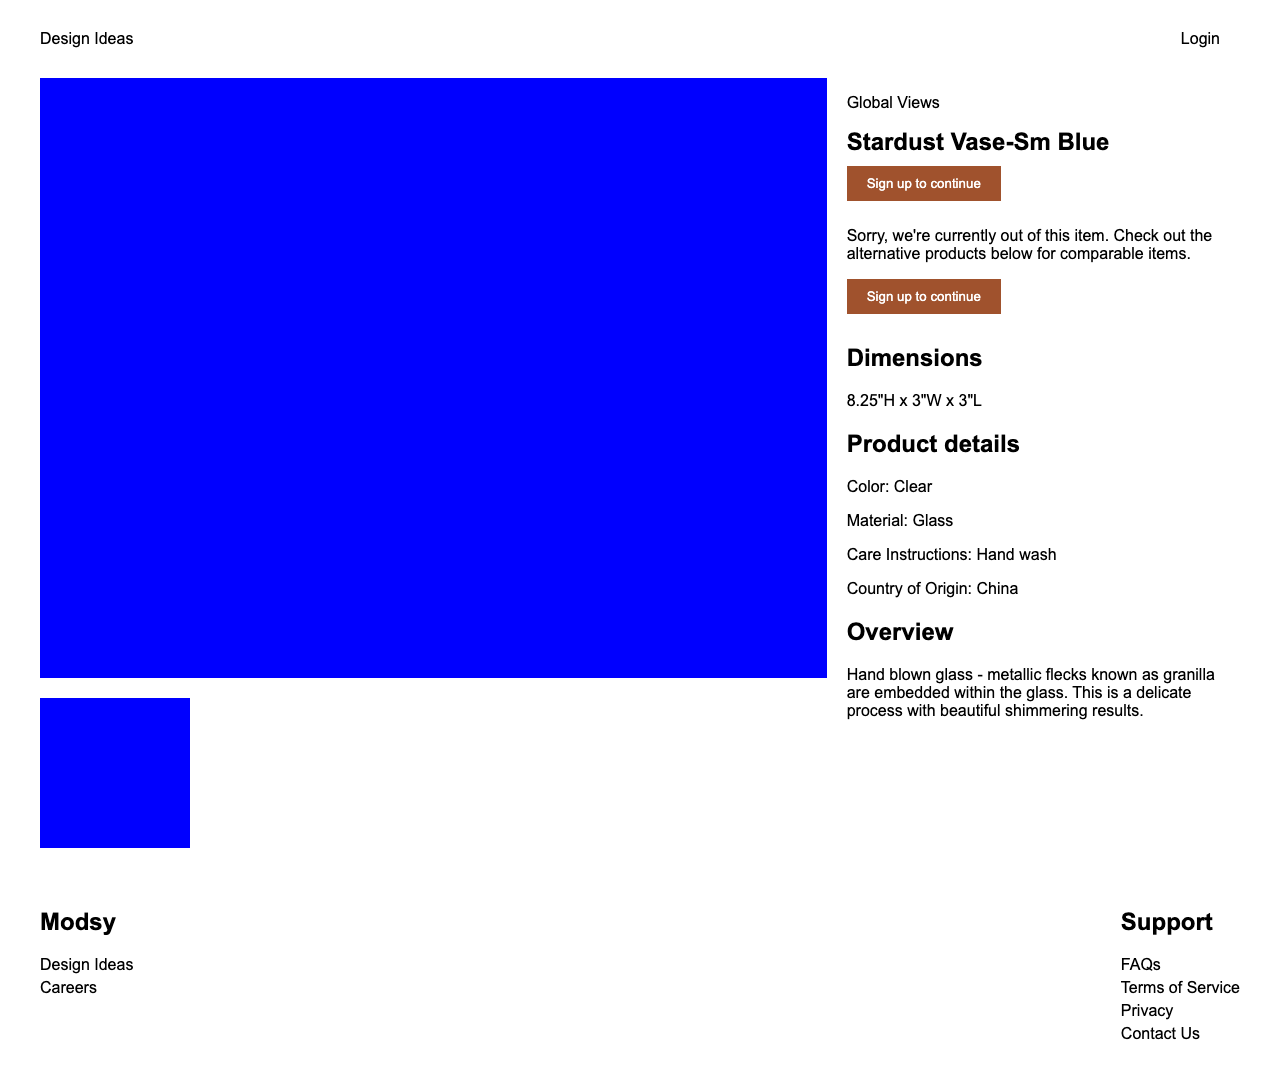 Design Ideas
Login
Global Views
Stardust Vase-Sm Blue
Sign up to continue
Sorry, we're currently out of this item. Check out the
alternative products below for comparable items.
Sign up to continue
Dimensions
8.25"H x 3"W x 3"L
Product details
Color: Clear
Material: Glass
Care Instructions: Hand wash
Country of Origin: China
Overview
Hand blown glass - metallic flecks known as granilla
are embedded within the glass. This is a delicate
process with beautiful shimmering results.
Modsy
Design Ideas
Careers
Support
FAQs
Terms of Service
Privacy
Contact Us